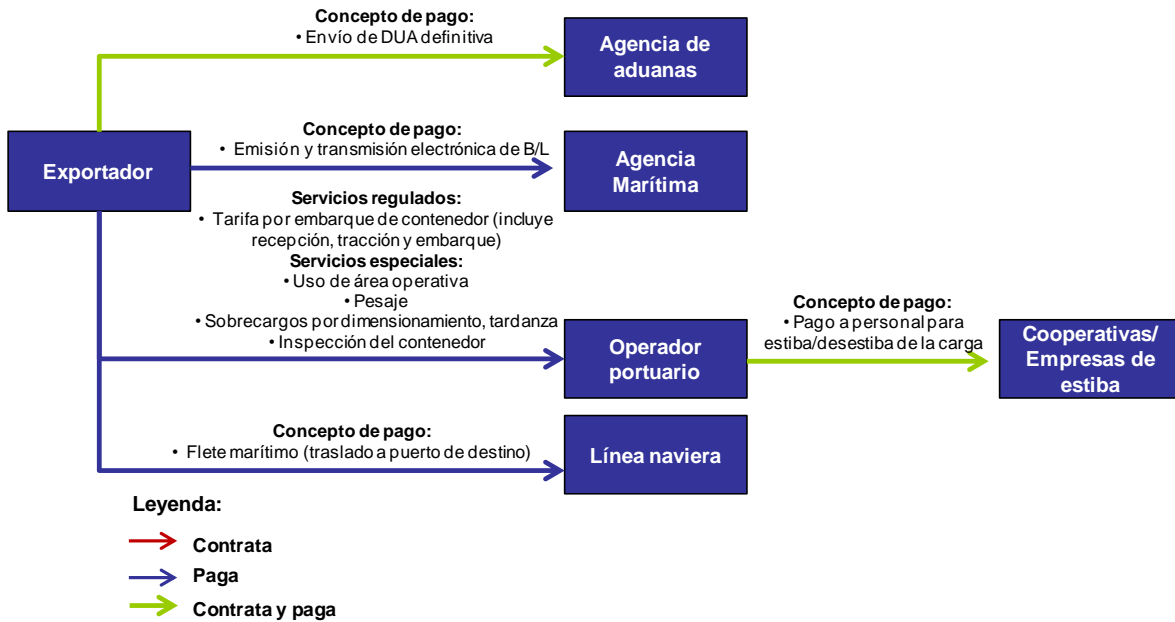 Concepto de pago:
• Envío de DUA definitiva
Agencia de
aduanas
Exportador
Concepto de pago:
• Emisión y transmisión electrónica de B/L
Agencia
Marítima
Servicios regulados:
• Tarifa por embarque de contenedor (incluye
recepción, tracción y embarque)
Servicios especiales:
• Uso de área operativa
• Pesaje
• Sobrecargos por dimensionamiento, tardanza
• Inspección del contenedor
Operador
portuario
Concepto de pago:
• Pago a personal para
estiba/desestiba de la carga
Cooperativas/
Empresas de
estiba
Concepto de pago:
• Flete marítimo (traslado a puerto de destino)
Línea naviera
Leyenda:
Contrata
Paga
Contrata y paga